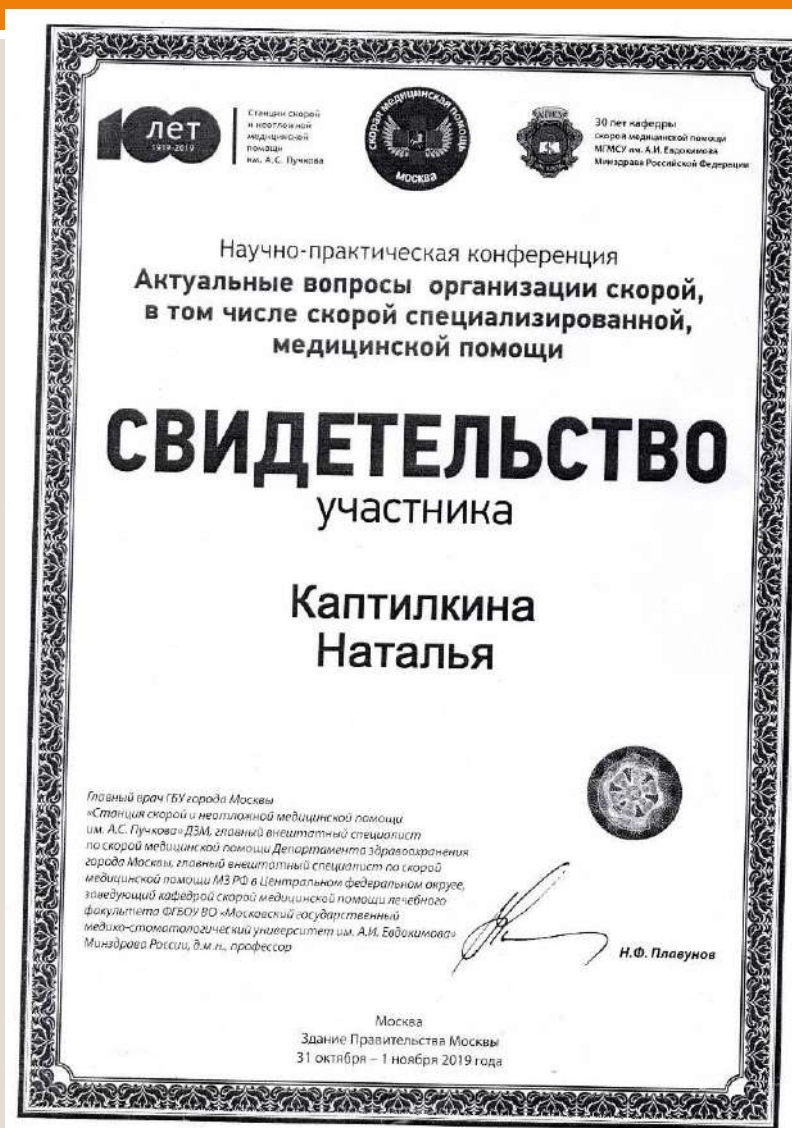 100 лет
1919-2019
Станции скорой
и неотложной
медицинской
помощи
им. А.С. Пучкова
СКОРАЯ МЕДИЦИНСКАЯ ПОМОЩЬ
МОСКВА
30 лет кафедры
скорой медицинской помощи
МГМСУ им. А.И. Евдокимова
Минздрава Российской Федерации
Научно-практическая конференция
Актуальные вопросы организации скорой,
в том числе скорой специализированной,
медицинской помощи
СВИДЕТЕЛЬСТВО
участника
Каптилкина
Наталья
Главный врач ГБУ города Москвы
«Станция скорой и неотложной медицинской помощи
им. А.С. Пучкова» ДЗМ, главный внештатный специалист
по скорой медицинской помощи Департамента здравоохранения
города Москвы, главный внештатный специалист по скорой
медицинской помощи МЗ РФ в Центральном федеральном округе,
заведующий кафедрой скорой медицинской помощи лечебного
факультета ФГБОУ ВО «Московский государственный
медико-стоматологический университет им. А.И. Евдокимова»
Минздрава России, д.м.н., профессор
Н.Ф. Плавунов
Москва
Здание Правительства Москвы
31 октября – 1 ноября 2019 года